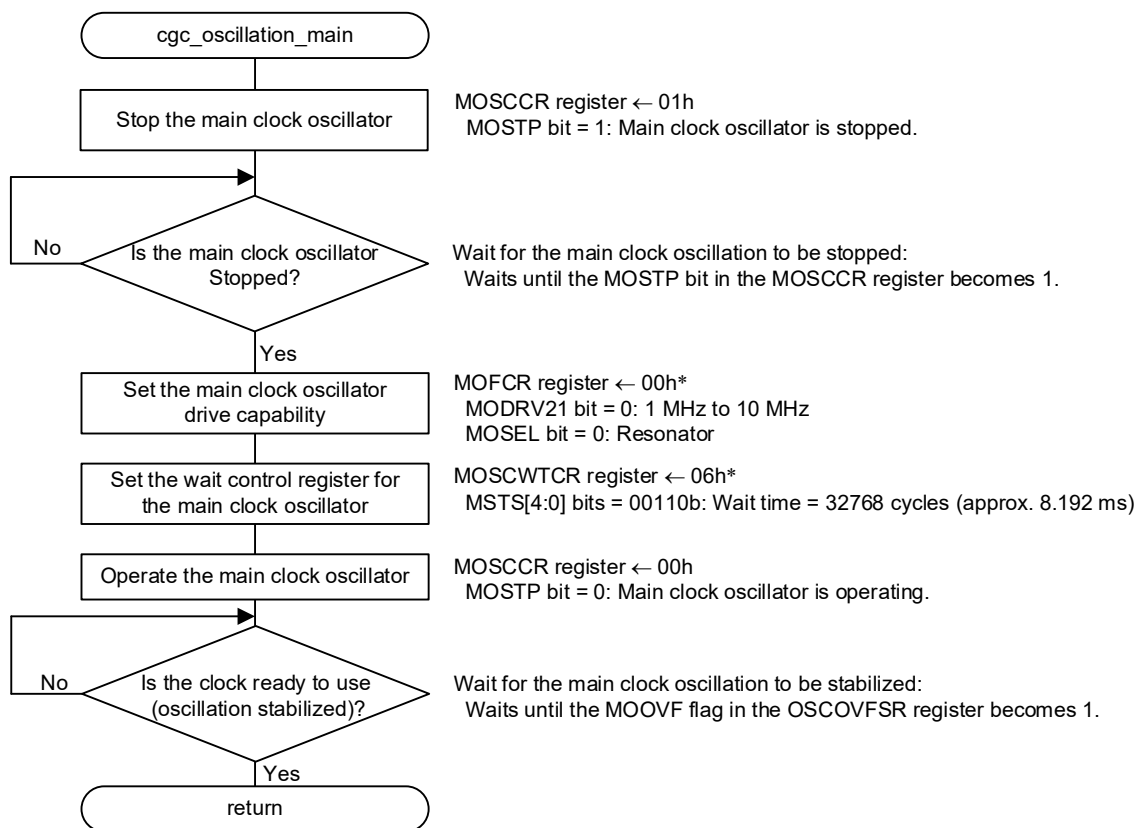 cgc_oscillation_main
Stop the main clock oscillator
MOSCCR register ← 01h
MOSTP bit = 1: Main clock oscillator is stopped.
No
Is the main clock oscillator
Stopped?
Wait for the main clock oscillation to be stopped:
Waits until the MOSTP bit in the MOSCCR register becomes 1.
Yes
Set the main clock oscillator
drive capability
MOFCR register ← 00h*
MODRV21 bit = 0: 1 MHz to 10 MHz
MOSEL bit = 0: Resonator
Set the wait control register for
the main clock oscillator
MOSCWTCR register ← 06h*
MSTS[4:0] bits = 00110b: Wait time = 32768 cycles (approx. 8.192 ms)
Operate the main clock oscillator
MOSCCR register ← 00h
MOSTP bit = 0: Main clock oscillator is operating.
No
Is the clock ready to use
(oscillation stabilized)?
Wait for the main clock oscillation to be stabilized:
Waits until the MOOVF flag in the OSCOVFSR register becomes 1.
Yes
return